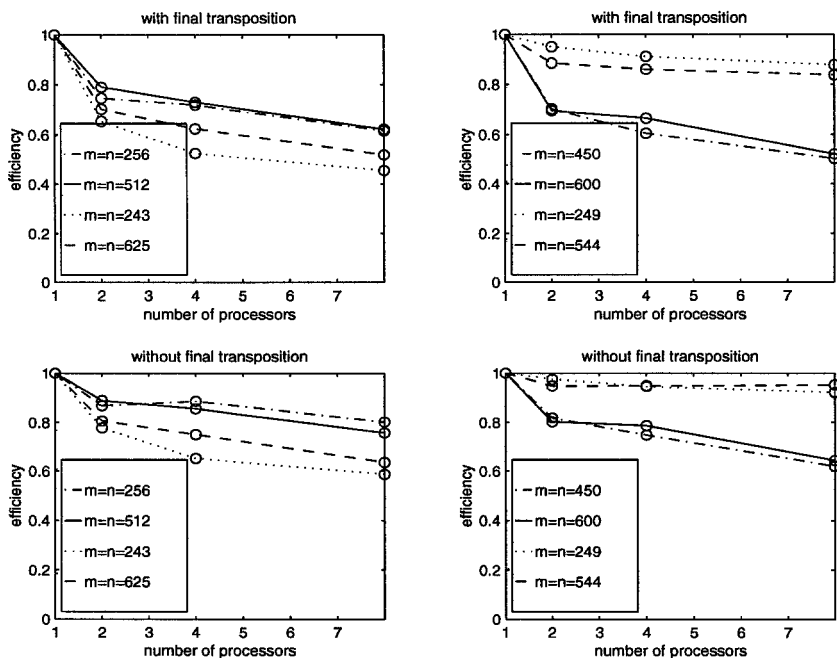 with final transposition
1
0.8
0.6
0.4
0.2
0
efficiency
m=n=256
m=n=512
m=n=243
m=n=625
1 2 3 4 5 6 7
number of processors
with final transposition
1
0.8
0.6
0.4
0.2
0
efficiency
m=n=450
m=n=600
m=n=249
m=n=544
1 2 3 4 5 6 7
number of processors
without final transposition
1
0.8
0.6
0.4
0.2
0
efficiency
m=n=256
m=n=512
m=n=243
m=n=625
1 2 3 4 5 6 7
number of processors
without final transposition
1
0.8
0.6
0.4
0.2
0
efficiency
m=n=450
m=n=600
m=n=249
m=n=544
1 2 3 4 5 6 7
number of processors